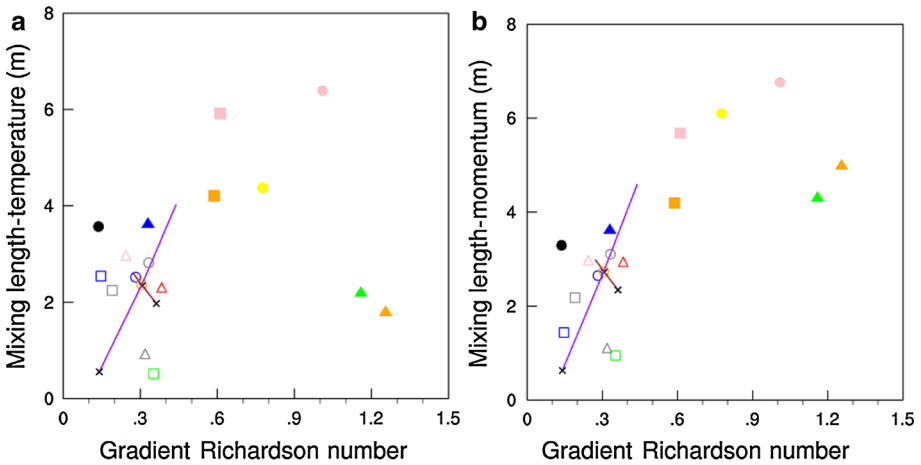 a
Mixing length-temperature (m)
8
6
4
2
0
0 .3 .6 .9 1.2 1.5
Gradient Richardson number
b
Mixing length-momentum (m)
8
6
4
2
0
0 .3 .6 .9 1.2 1.5
Gradient Richardson number